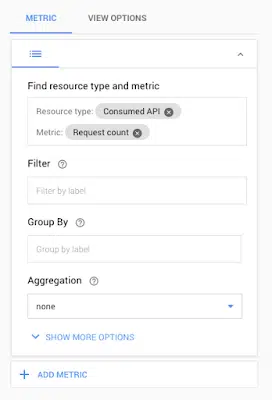 METRIC VIEW OPTIONS
Find resource type and metric
Resource type: Consumed API
Metric: Request count
Filter
Filter by label
Group By
Group by label
Aggregation
none
SHOW MORE OPTIONS
ADD METRIC